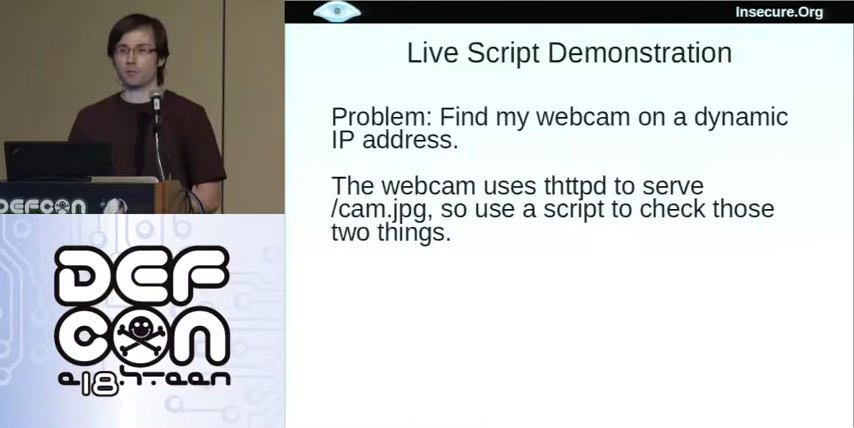 Insecure.Org
Live Script Demonstration
Problem: Find my webcam on a dynamic
IP address.
The webcam uses thttpd to serve
/cam.jpg, so use a script to check those
two things.
DEFCON
DEF
CON
e18hteen